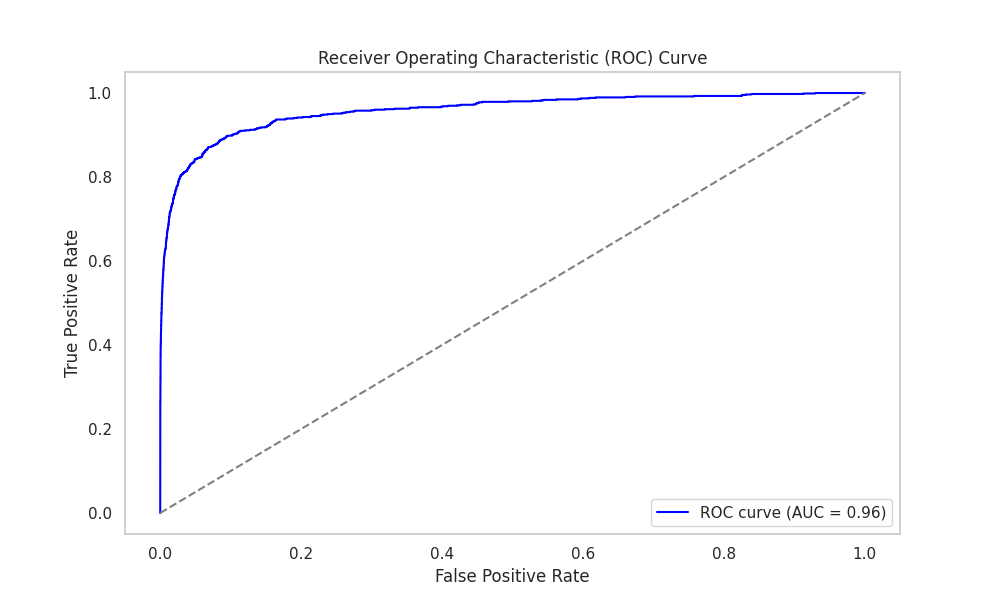 Receiver Operating Characteristic (ROC) Curve
1.0
0.8
0.6
0.4
0.2
0.0
True Positive Rate
ROC curve (AUC = 0.96)
0.0 0.2 0.4 0.6 0.8 1.0
False Positive Rate